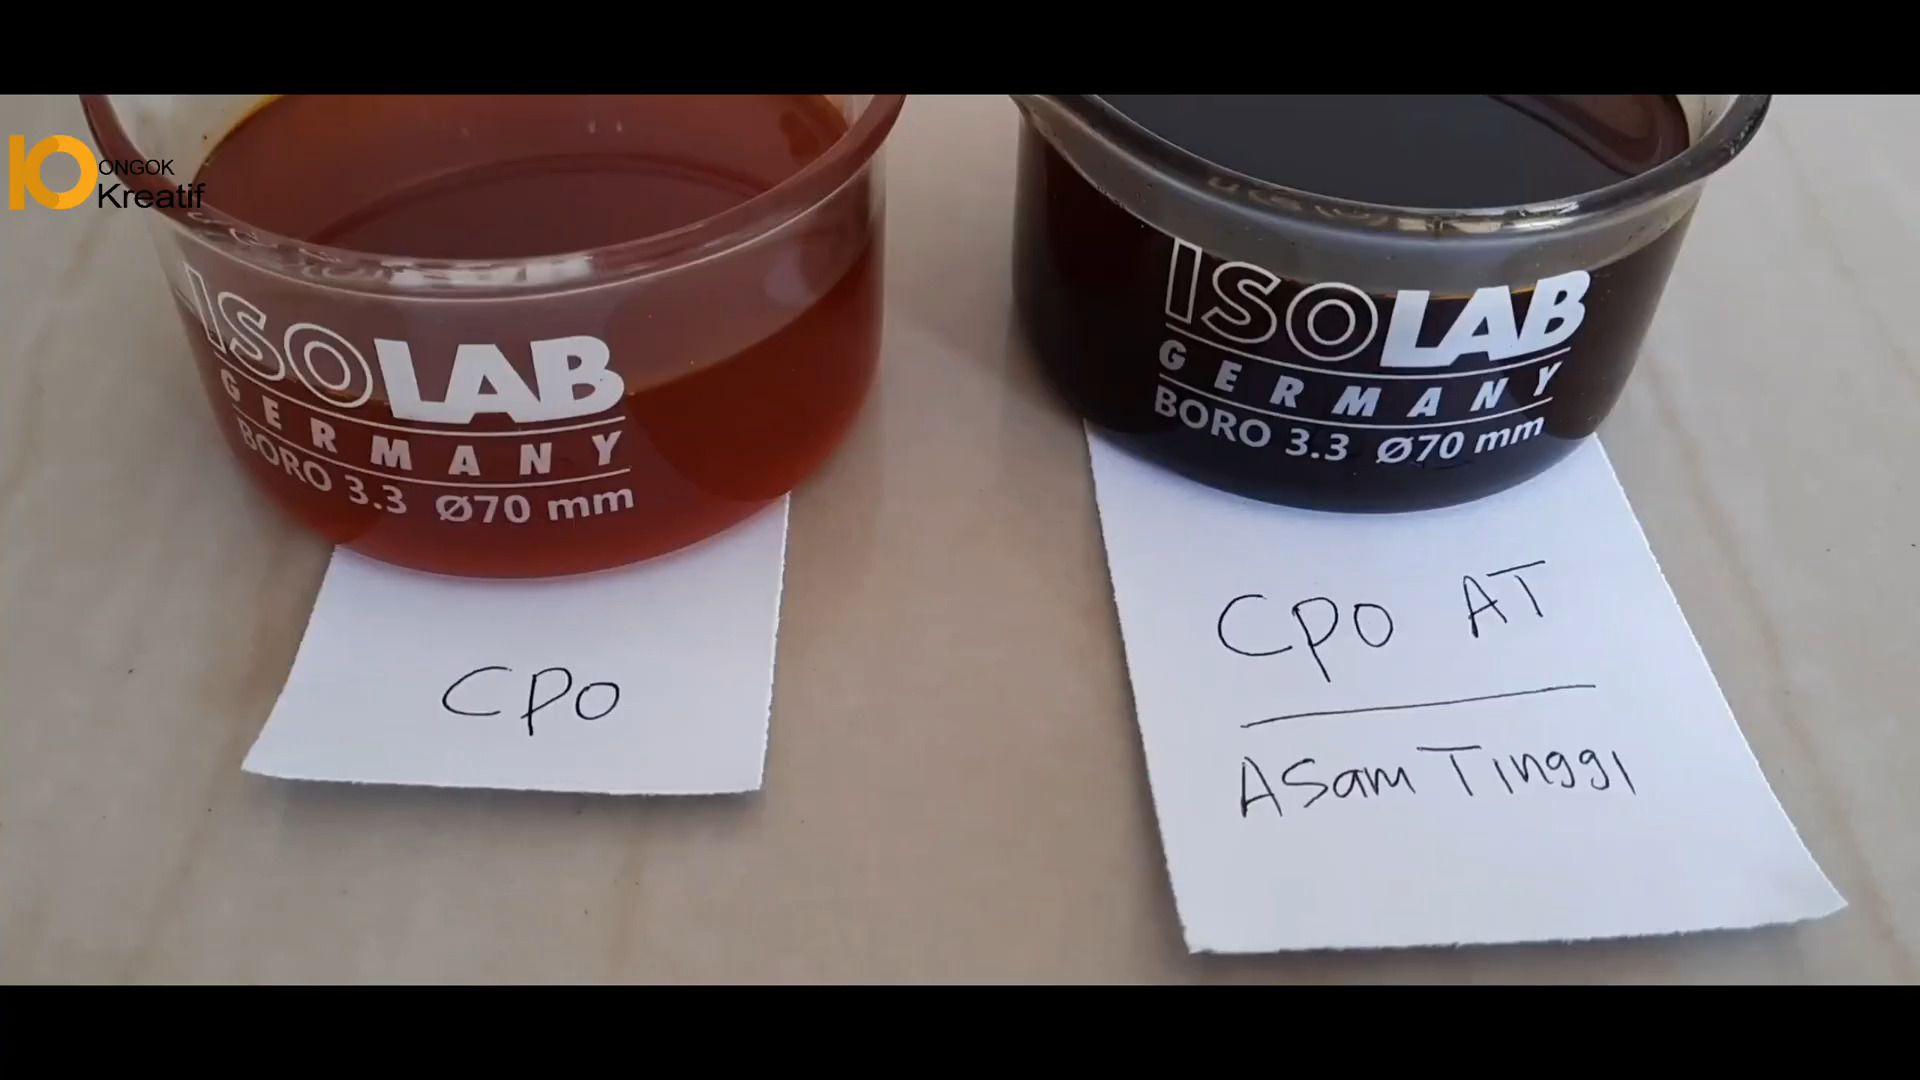 ONGOK
Kreatif
ISOLAB
GERMANY
BORO 3.3 Ø70 mm
CPO
ISOLAB
GERMANY
BORO 3.3 Ø70 mm
CPO AT
ASam TinggI